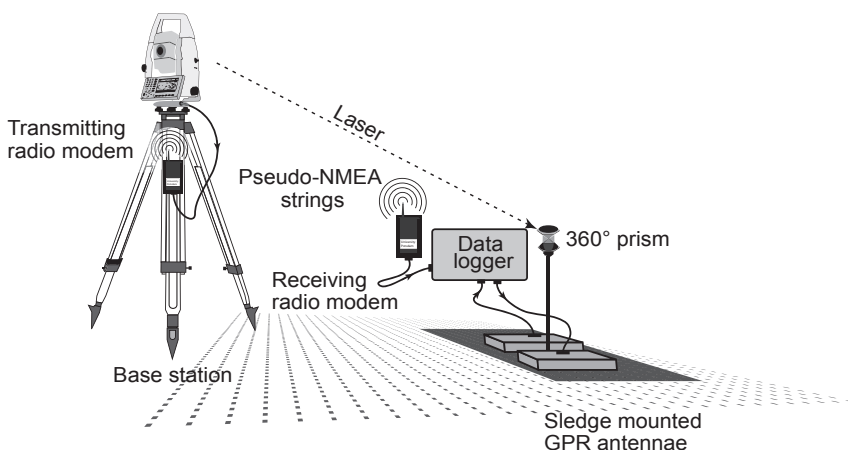 Transmitting
radio modem
Laser
Pseudo-NMEA
strings
360° prism
Data
logger
Receiving
radio modem
Base station
Sledge mounted
GPR antennae